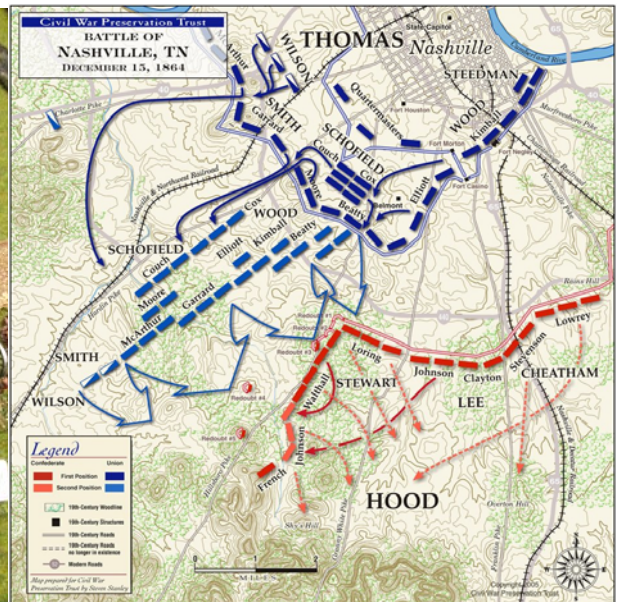 Civil War Preservation Trust
BATTLE OF
NASHVILLE, TN
DECEMBER 15, 1864
THOMAS
Nashville
State Capitol
Cumberland River
McArthur
WILSON
STEEDMAN
SMITH
Quartermasters
WOOD
Kimball
Charlotte Pike
Garrard
Fort Houston
Murfreesboro Pike
SCHOFIELD
Couch
Cox
Fort Morton
Fort Negley
Fort Casino
Moore
Beatty
Belmont
Elliott
Nashville & Northwest Railroad
Cox
WOOD
Beatty
Kimball
Elliott
SCHOFIELD
Couch
Moore
Garrard
McArthur
Hardin Pike
SMITH
WILSON
Rains Hill
Redoubt #1
Redoubt #2
Redoubt #3
Redoubt #4
Redoubt #5
Lowrey
Stevenson
Loring
Walthall
STEWART
Johnson
Clayton
CHEATHAM
LEE
Johnson
French
HOOD
Hillsboro Pike
Granny White Pike
Franklin Pike
Shy's Hill
Overton Hill
Nashville & Decatur Railroad
Legend
Confederate
Union
First Position
Second Position
19th-Century Woodline
19th-Century Structures
19th-Century Roads
19th-Century Roads
no longer in existence
Modern Roads
Map prepared for Civil War
Preservation Trust by Steven Stanley
0 1 2
MILES
Copyright 2005
Civil War Preservation Trust